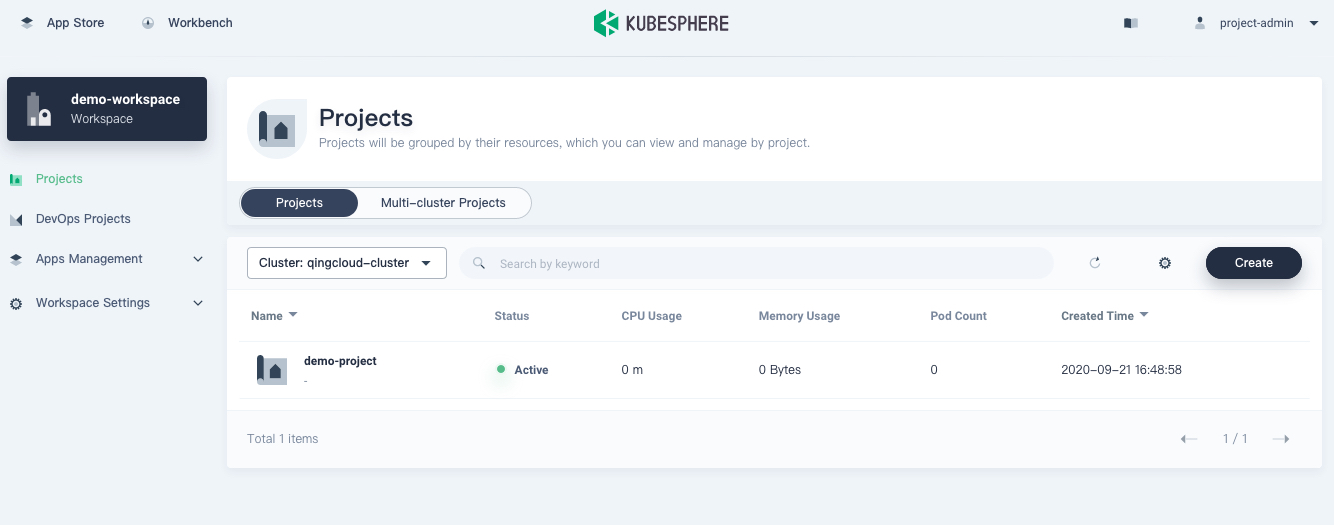 App Store
Workbench
KUBESPHERE
project-admin
demo-workspace
Workspace
Projects
DevOps Projects
Apps Management
Workspace Settings
Projects
Projects will be grouped by their resources, which you can view and manage by project.
Projects
Multi-cluster Projects
Cluster: qingcloud-cluster
Search by keyword
Create
Name
Status
CPU Usage
Memory Usage
Pod Count
Created Time
demo-project
-
Active
0 m
0 Bytes
0
2020-09-21 16:48:58
Total 1 items
1 / 1